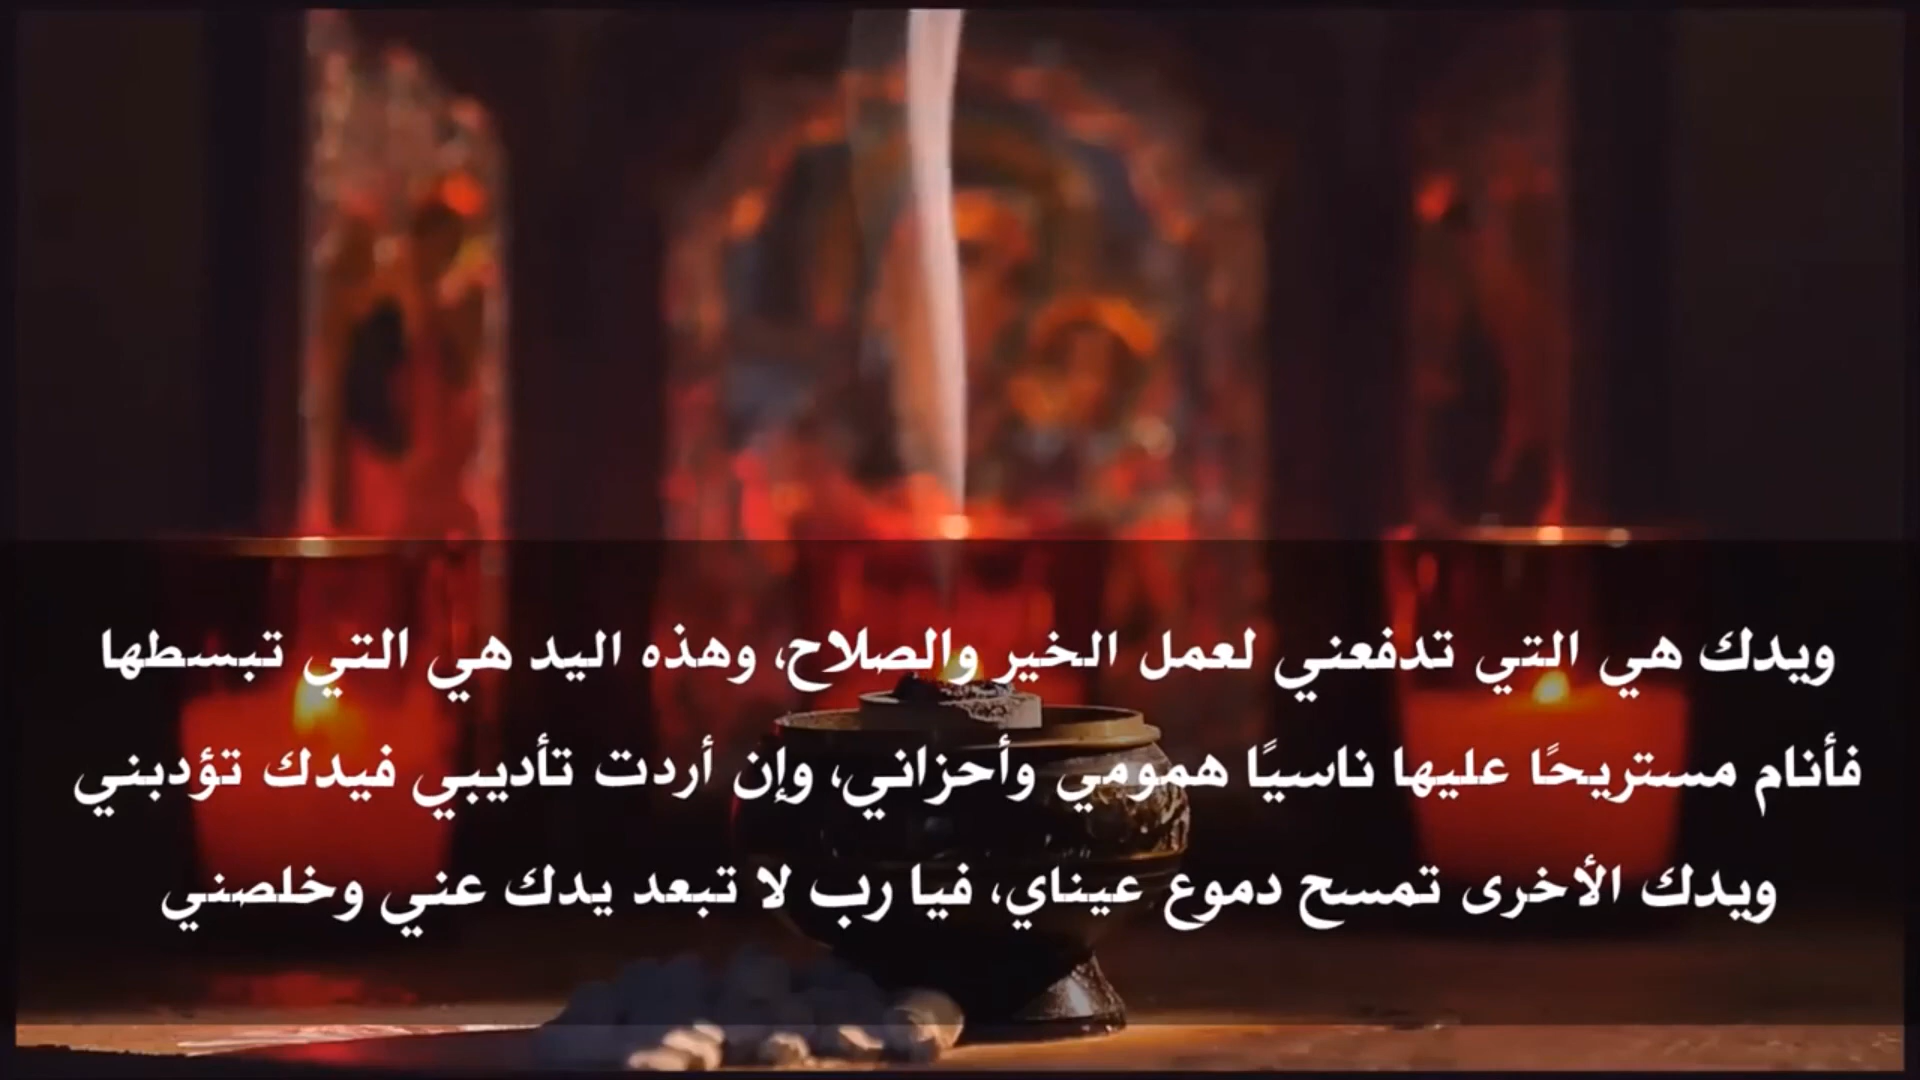 ويدك هي التي تدفعني لعمل الخير والصلاح، وهذه اليد هي التي تبسطها
فأنام مستريحًا عليها ناسيًا همومي وأحزاني، وإن أردت تأديبي فيدك تؤدبني
ويدك الأخرى تمسح دموع عيناي، فيا رب لا تبعد يدك عني وخلصني